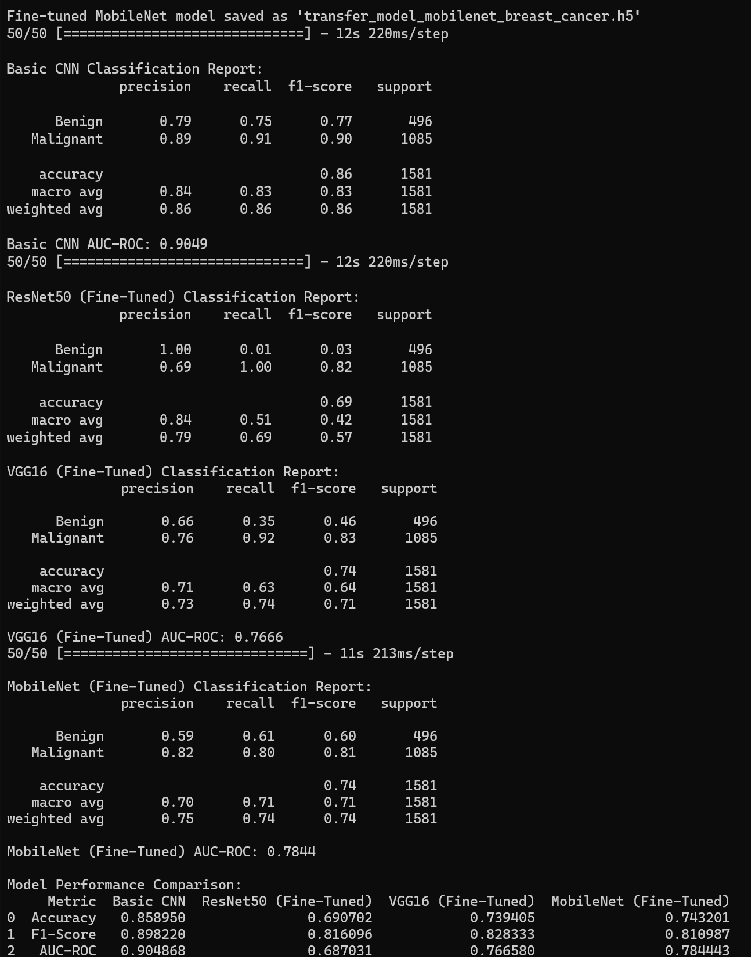 Fine-tuned MobileNet model saved as 'transfer_model_mobilenet_breast_cancer.h5'
50/50 [==============================] - 12s 220ms/step
Basic CNN Classification Report:
precision recall f1-score support
Benign 0.79 0.75 0.77 496
Malignant 0.89 0.91 0.90 1085
accuracy 0.86 1581
macro avg 0.84 0.83 0.83 1581
weighted avg 0.86 0.86 0.86 1581
Basic CNN AUC-ROC: 0.9049
50/50 [==============================] - 12s 220ms/step
ResNet50 (Fine-Tuned) Classification Report:
precision recall f1-score support
Benign 1.00 0.01 0.03 496
Malignant 0.69 1.00 0.82 1085
accuracy 0.69 1581
macro avg 0.84 0.51 0.42 1581
weighted avg 0.79 0.69 0.57 1581
VGG16 (Fine-Tuned) Classification Report:
precision recall f1-score support
Benign 0.66 0.35 0.46 496
Malignant 0.76 0.92 0.83 1085
accuracy 0.74 1581
macro avg 0.71 0.63 0.64 1581
weighted avg 0.73 0.74 0.71 1581
VGG16 (Fine-Tuned) AUC-ROC: 0.7666
50/50 [==============================] - 11s 213ms/step
MobileNet (Fine-Tuned) Classification Report:
precision recall f1-score support
Benign 0.59 0.61 0.60 496
Malignant 0.82 0.80 0.81 1085
accuracy 0.74 1581
macro avg 0.70 0.71 0.71 1581
weighted avg 0.75 0.74 0.74 1581
MobileNet (Fine-Tuned) AUC-ROC: 0.7844
Model Performance Comparison:
Metric Basic CNN ResNet50 (Fine-Tuned) VGG16 (Fine-Tuned) MobileNet (Fine-Tuned)
0 Accuracy 0.858950 0.690702 0.739405 0.743201
1 F1-Score 0.898220 0.816096 0.828333 0.810987
2 AUC-ROC 0.904868 0.687031 0.766580 0.784443